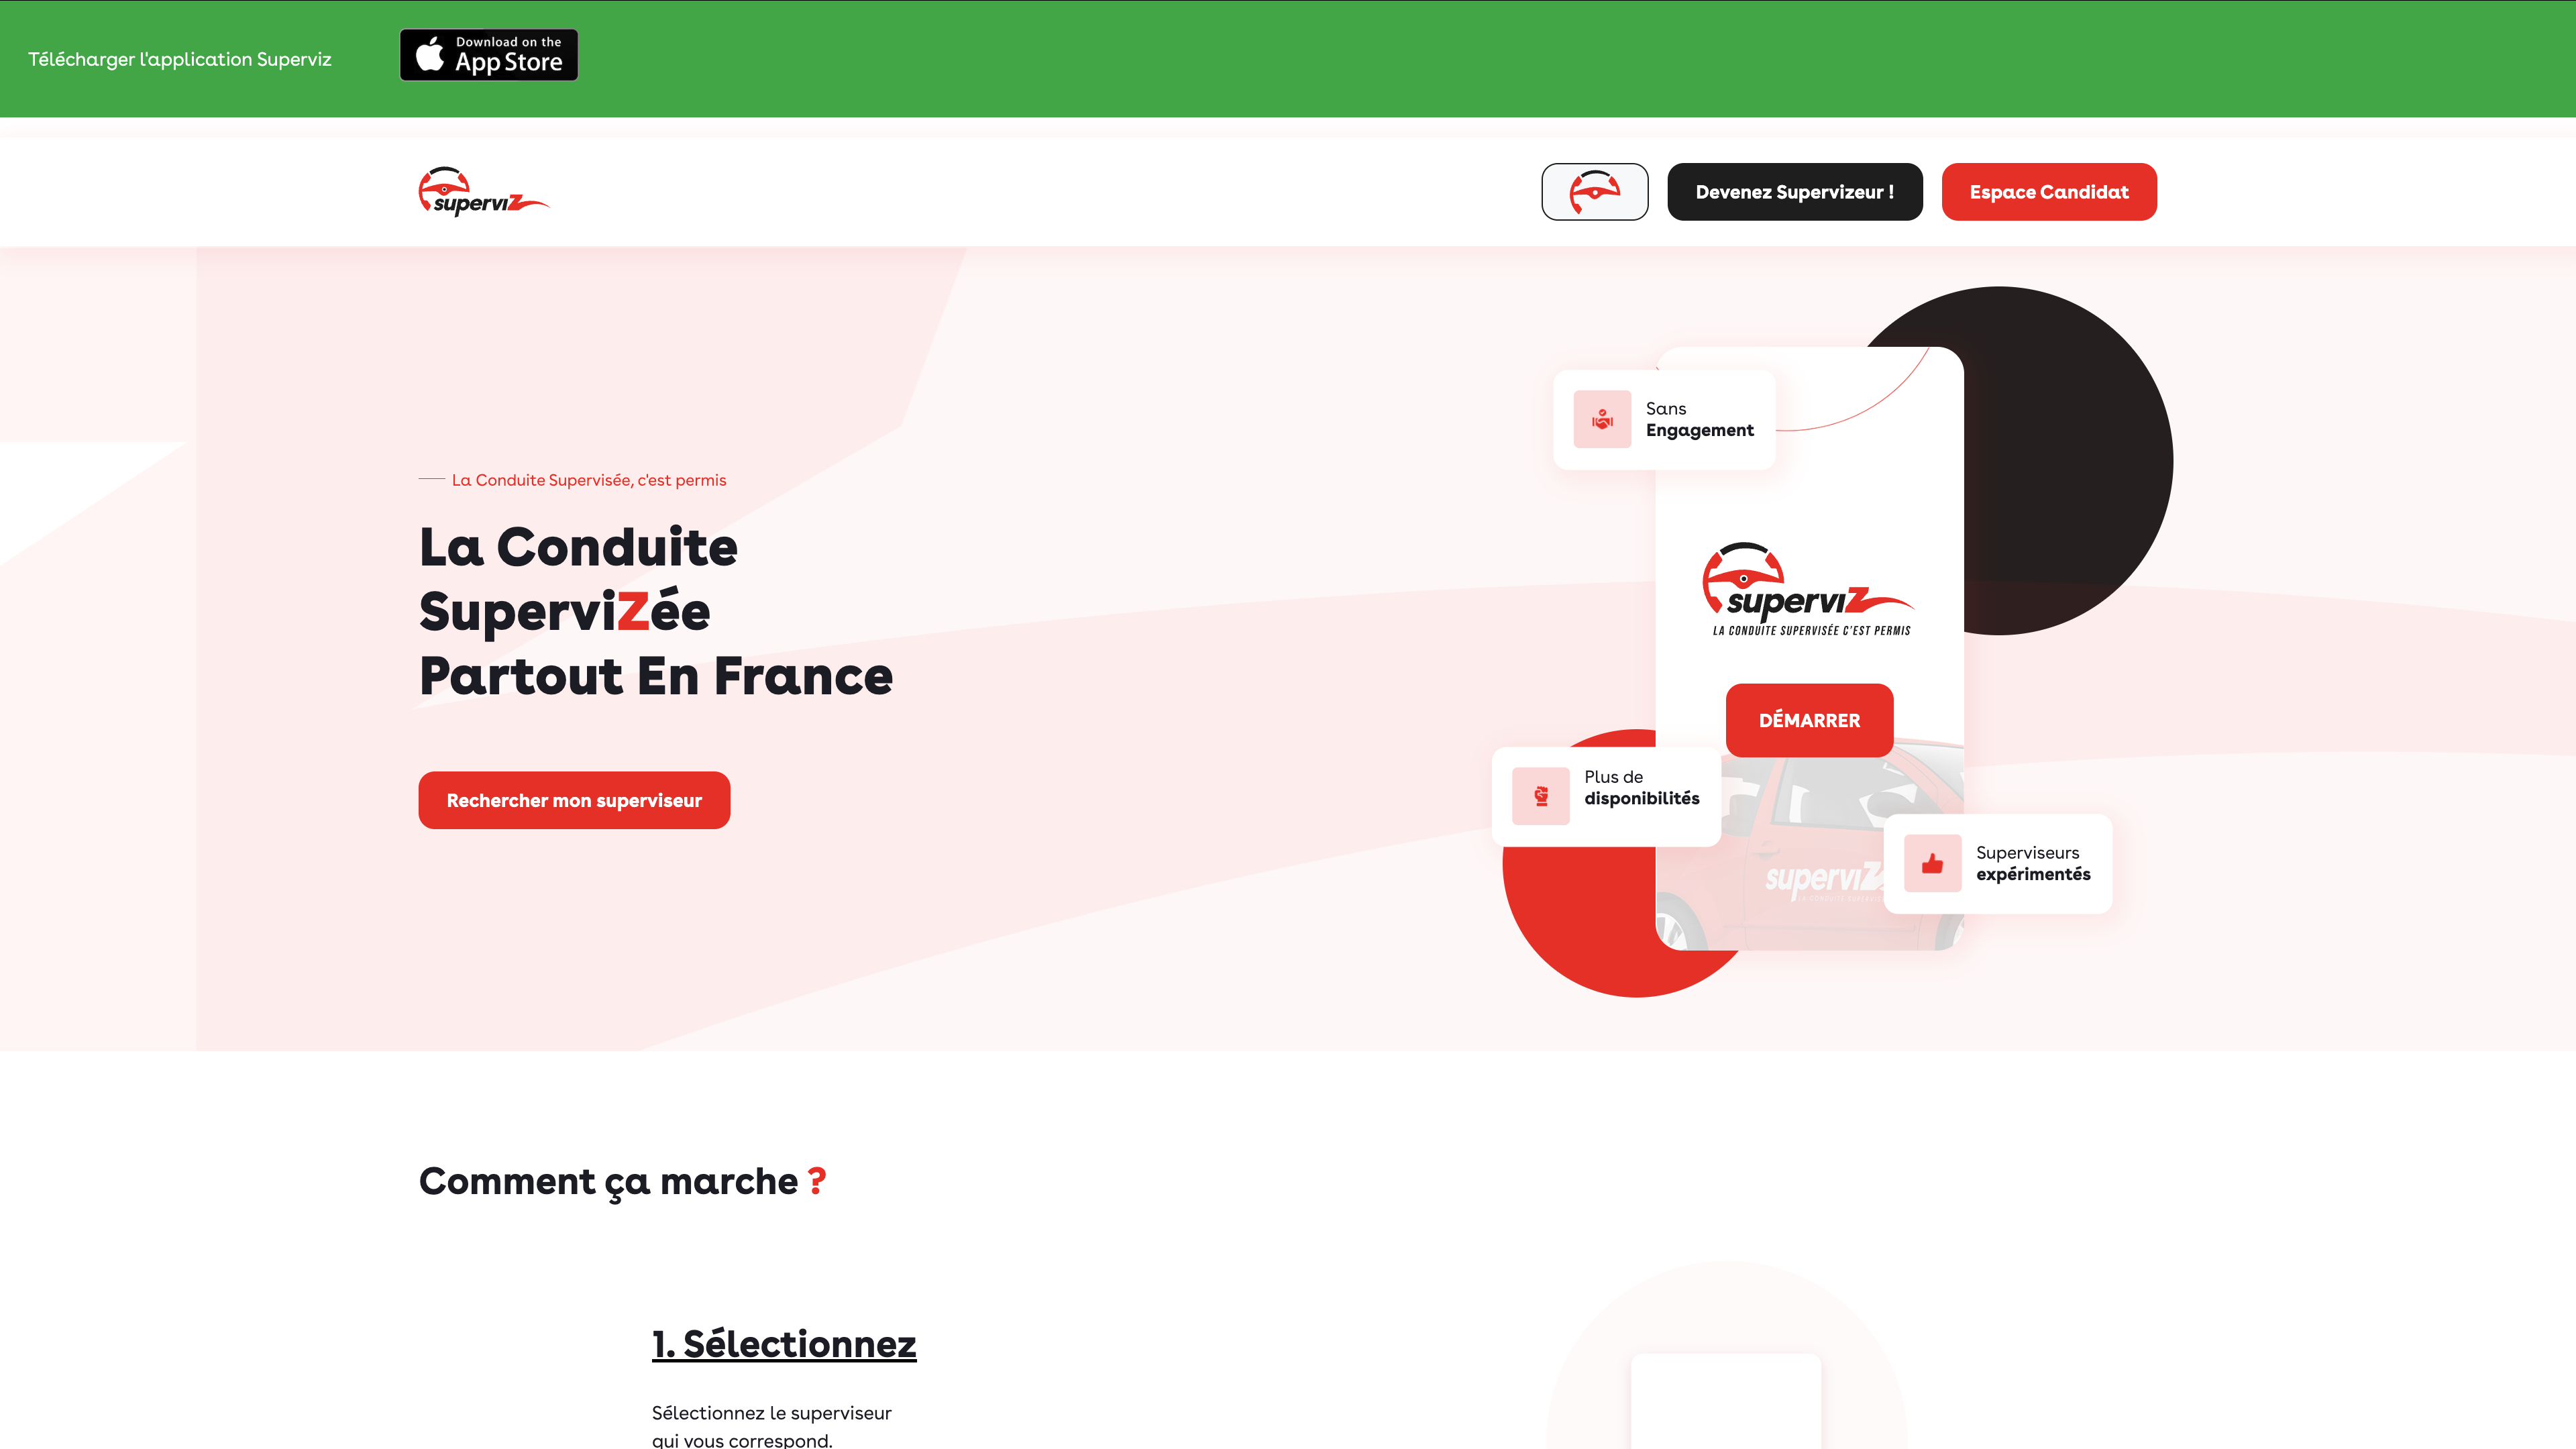 Télécharger l'application Superviz
Download on the
App Store
superviZ
Devenez Supervizeur !
Espace Candidat
La Conduite Supervisée, c'est permis
La Conduite
SuperviZée
Partout En France
Rechercher mon superviseur
Sans
Engagement
superviZ
LA CONDUITE SUPERVISÉE C'EST PERMIS
DÉMARRER
Plus de
disponibilités
superviZ
Superviseurs
expérimentés
Comment ça marche ?
1. Sélectionnez
Sélectionnez le superviseur
qui vous correspond.